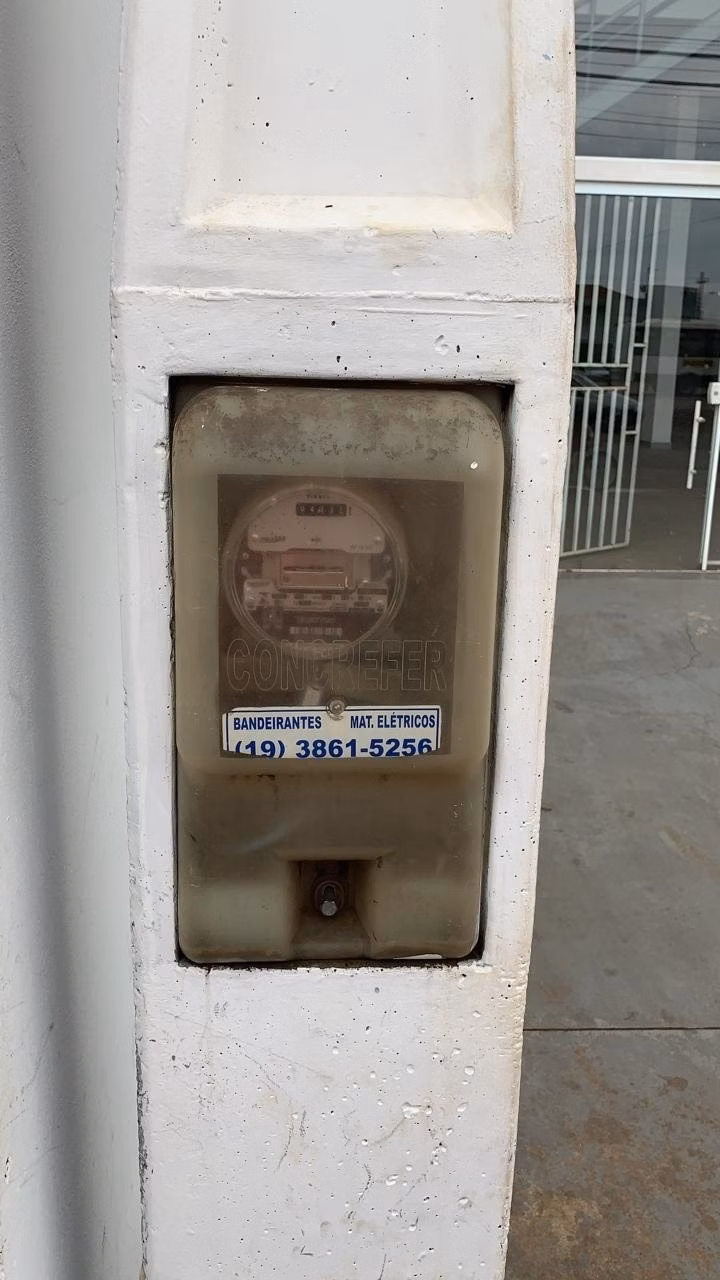 CONCREFER
BANDEIRANTES MAT. ELÉTRICOS
(19) 3861-5256